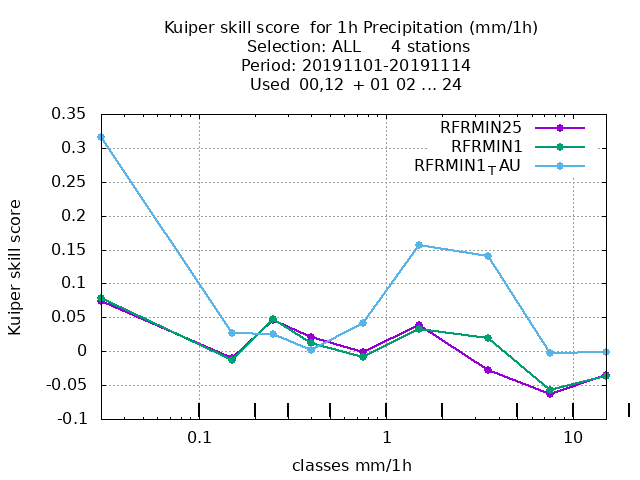 Kuiper skill score  for 1h Precipitation (mm/1h)
Selection: ALL      4 stations
Period: 20191101-20191114
Used  00,12  + 01 02 ... 24
RFRMIN25
RFRMIN1
RFRMIN1TAU
0.35
0.3
0.25
0.2
0.15
0.1
0.05
0
-0.05
-0.1
Kuiper skill score
0.1 1 10
classes mm/1h